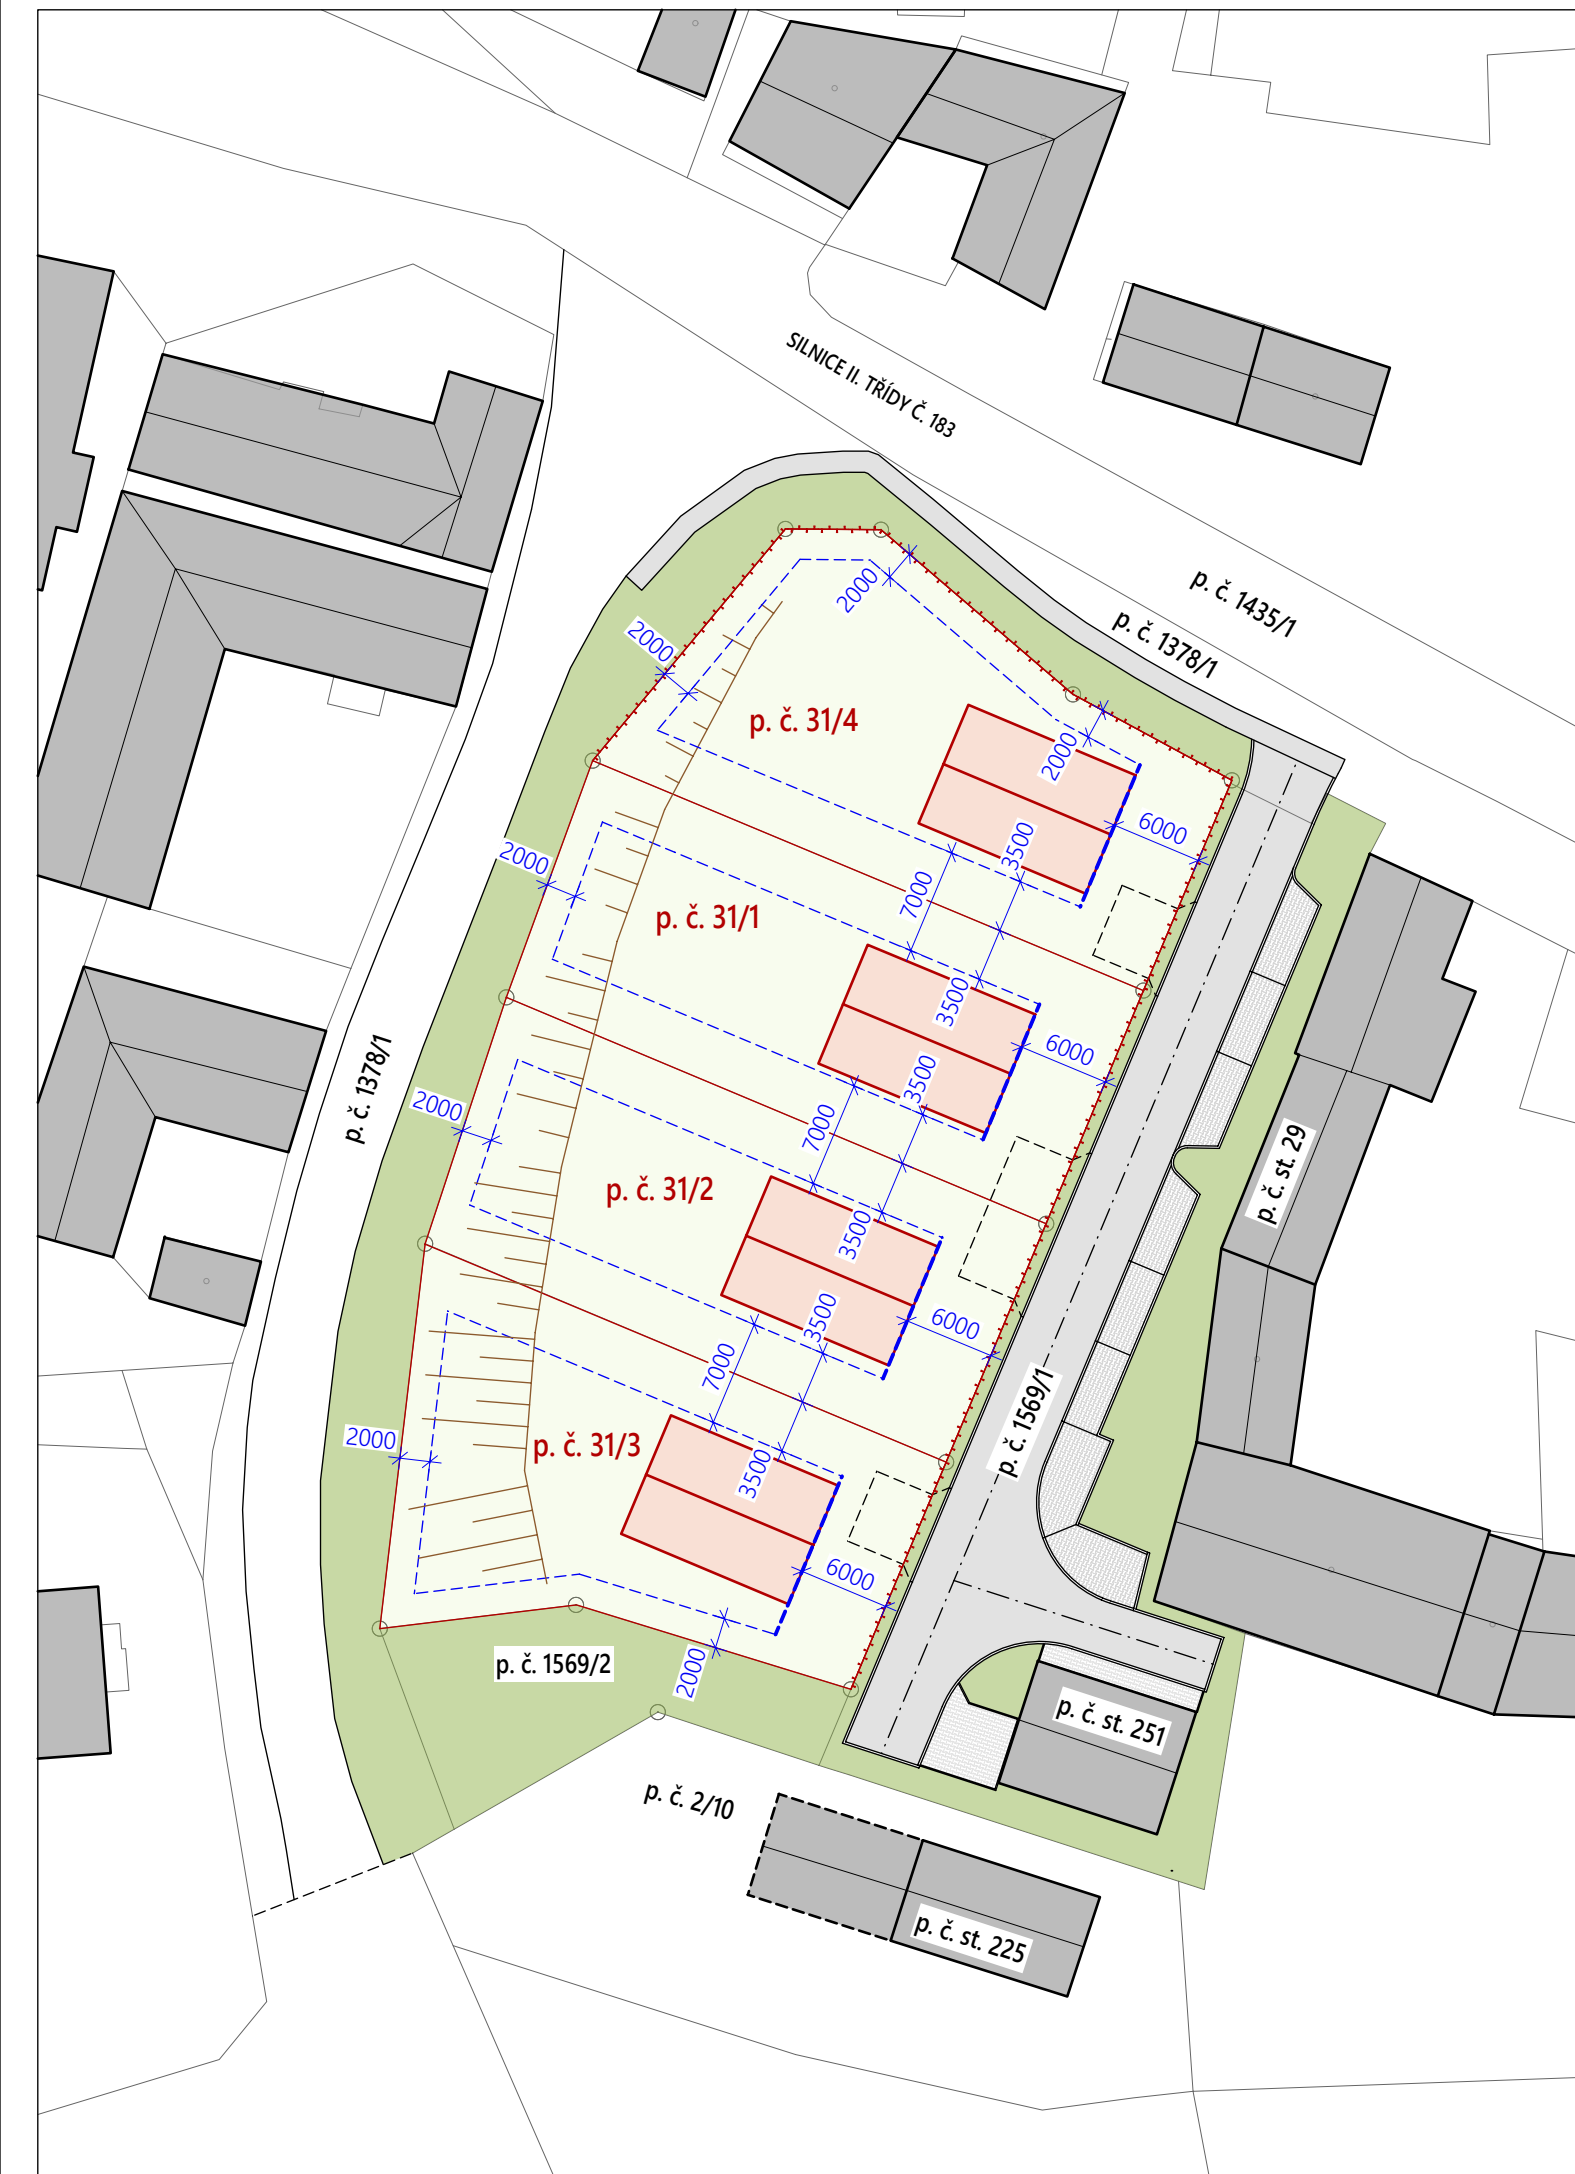 SILNICE II. TŘÍDY Č. 183
p. č. 1435/1
p. č. 1378/1
2000
2000
2000
p. č. 31/4
6000
3500
7000
2000
p. č. 31/1
3500
6000
3500
7000
2000
p. č. 1378/1
p. č. st. 29
p. č. 31/2
3500
6000
3500
7000
2000
p. č. 1569/1
p. č. 31/3
3500
6000
2000
p. č. 1569/2
p. č. st. 251
p. č. 2/10
p. č. st. 225